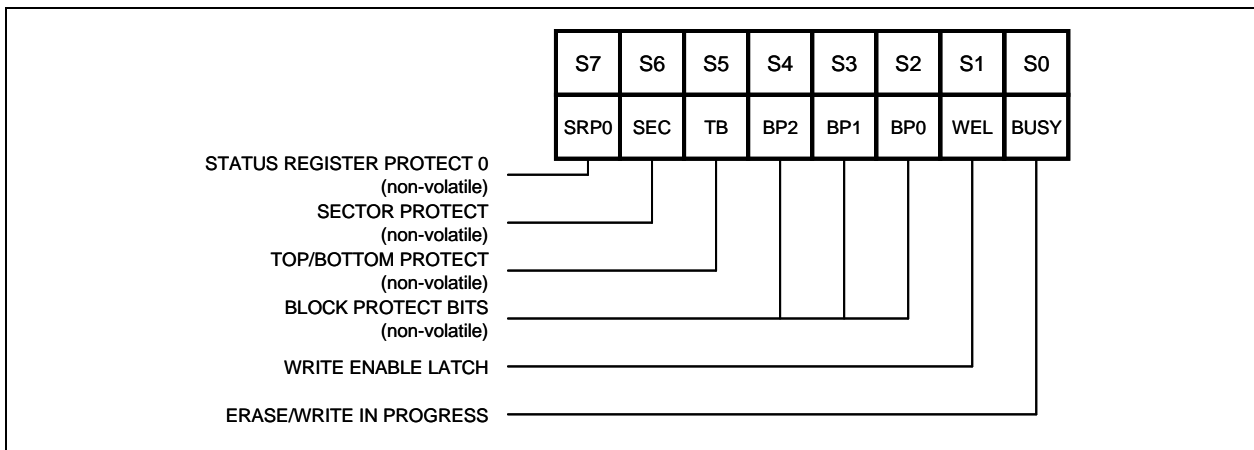 S7 S6 S5 S4 S3 S2 S1 S0
SRP0 SEC TB BP2 BP1 BP0 WEL BUSY
STATUS REGISTER PROTECT 0
(non-volatile)
SECTOR PROTECT
(non-volatile)
TOP/BOTTOM PROTECT
(non-volatile)
BLOCK PROTECT BITS
(non-volatile)
WRITE ENABLE LATCH
ERASE/WRITE IN PROGRESS